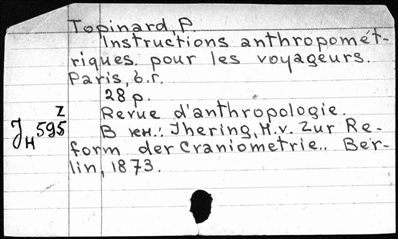 Topinard, P.
Instructions anthropomét-
riques pour les voyageurs.
Paris, б.г.
28 p.
Revue d'anthropologie.
В кн.: Jhering, H.v. Zur Re-
form der Craniometrie.. Ber-
lin, 1873.
Z
J 595
H